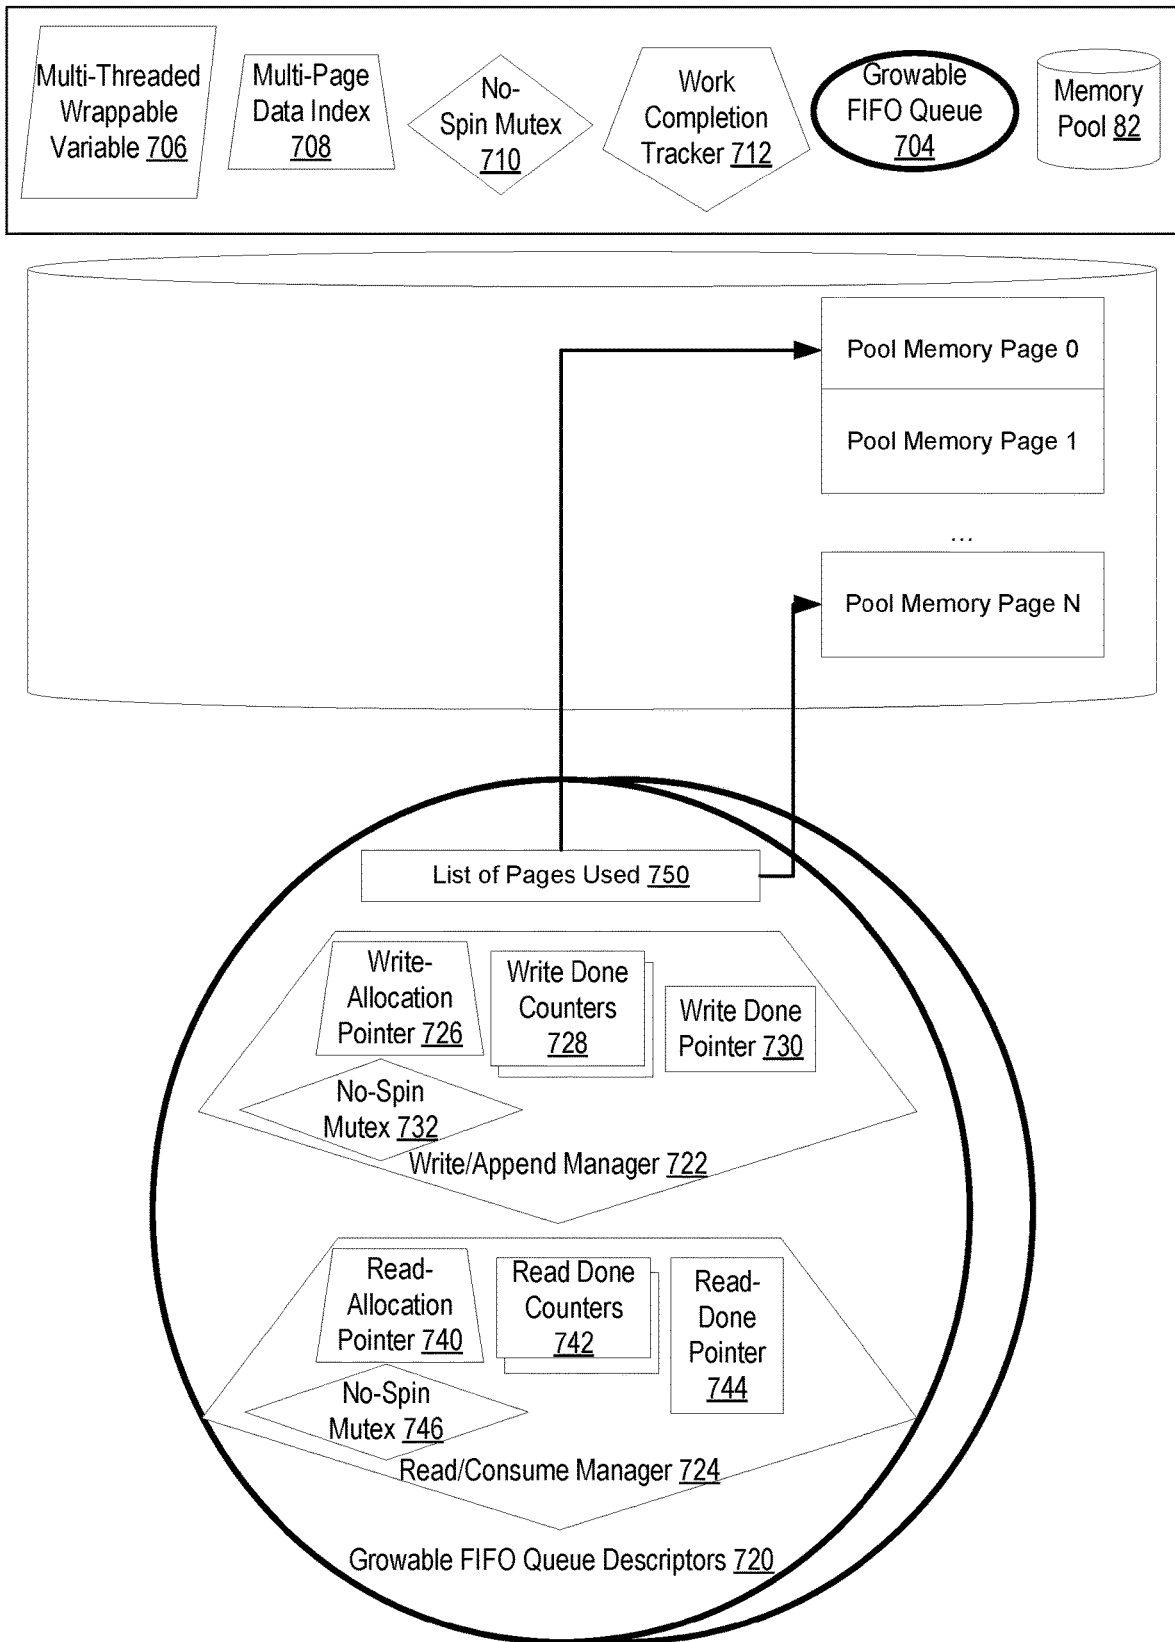 Multi-Threaded
Wrappable
Variable 706
Multi-Page
Data Index
708
No-
Spin Mutex
710
Work
Completion
Tracker 712
Growable
FIFO Queue
704
Memory
Pool 82
Pool Memory Page 0
Pool Memory Page 1
...
Pool Memory Page N
List of Pages Used 750
Write-
Allocation
Pointer 726
Write Done
Counters
728
Write Done
Pointer 730
No-Spin
Mutex 732
Write/Append Manager 722
Read-
Allocation
Pointer 740
Read Done
Counters
742
Read-
Done
Pointer
744
No-Spin
Mutex 746
Read/Consume Manager 724
Growable FIFO Queue Descriptors 720